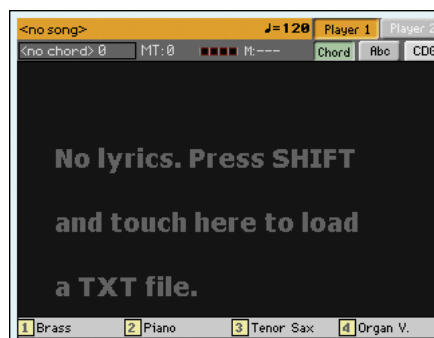 <no song> ♩=120 Player 1 Player 2
<no chord> 0 MT:0 M:--- Chord Abc CDG
No lyrics. Press SHIFT
and touch here to load
a TXT file.
1 Brass 2 Piano 3 Tenor Sax 4 Organ V.